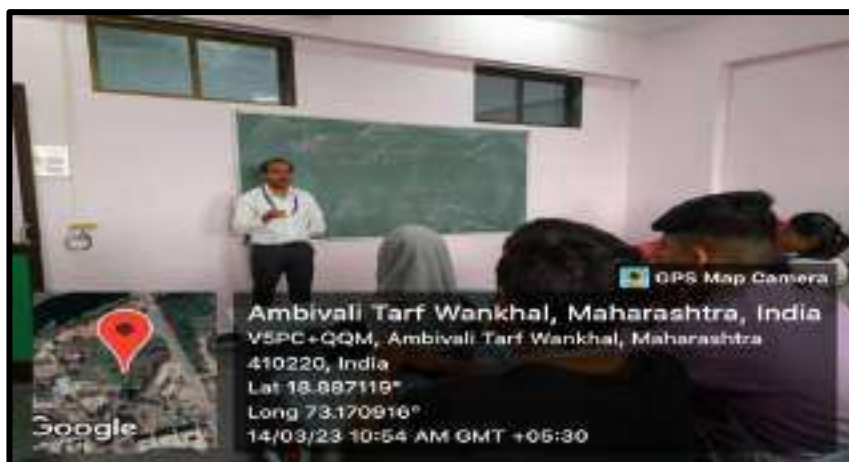 GPS Map Camera
Ambivali Tarf Wankhal, Maharashtra, India
V5PC+QQM, Ambivali Tarf Wankhal, Maharashtra
410220, India
Lat 18.887119°
Long 73.170916°
14/03/23 10:54 AM GMT +05:30
Google